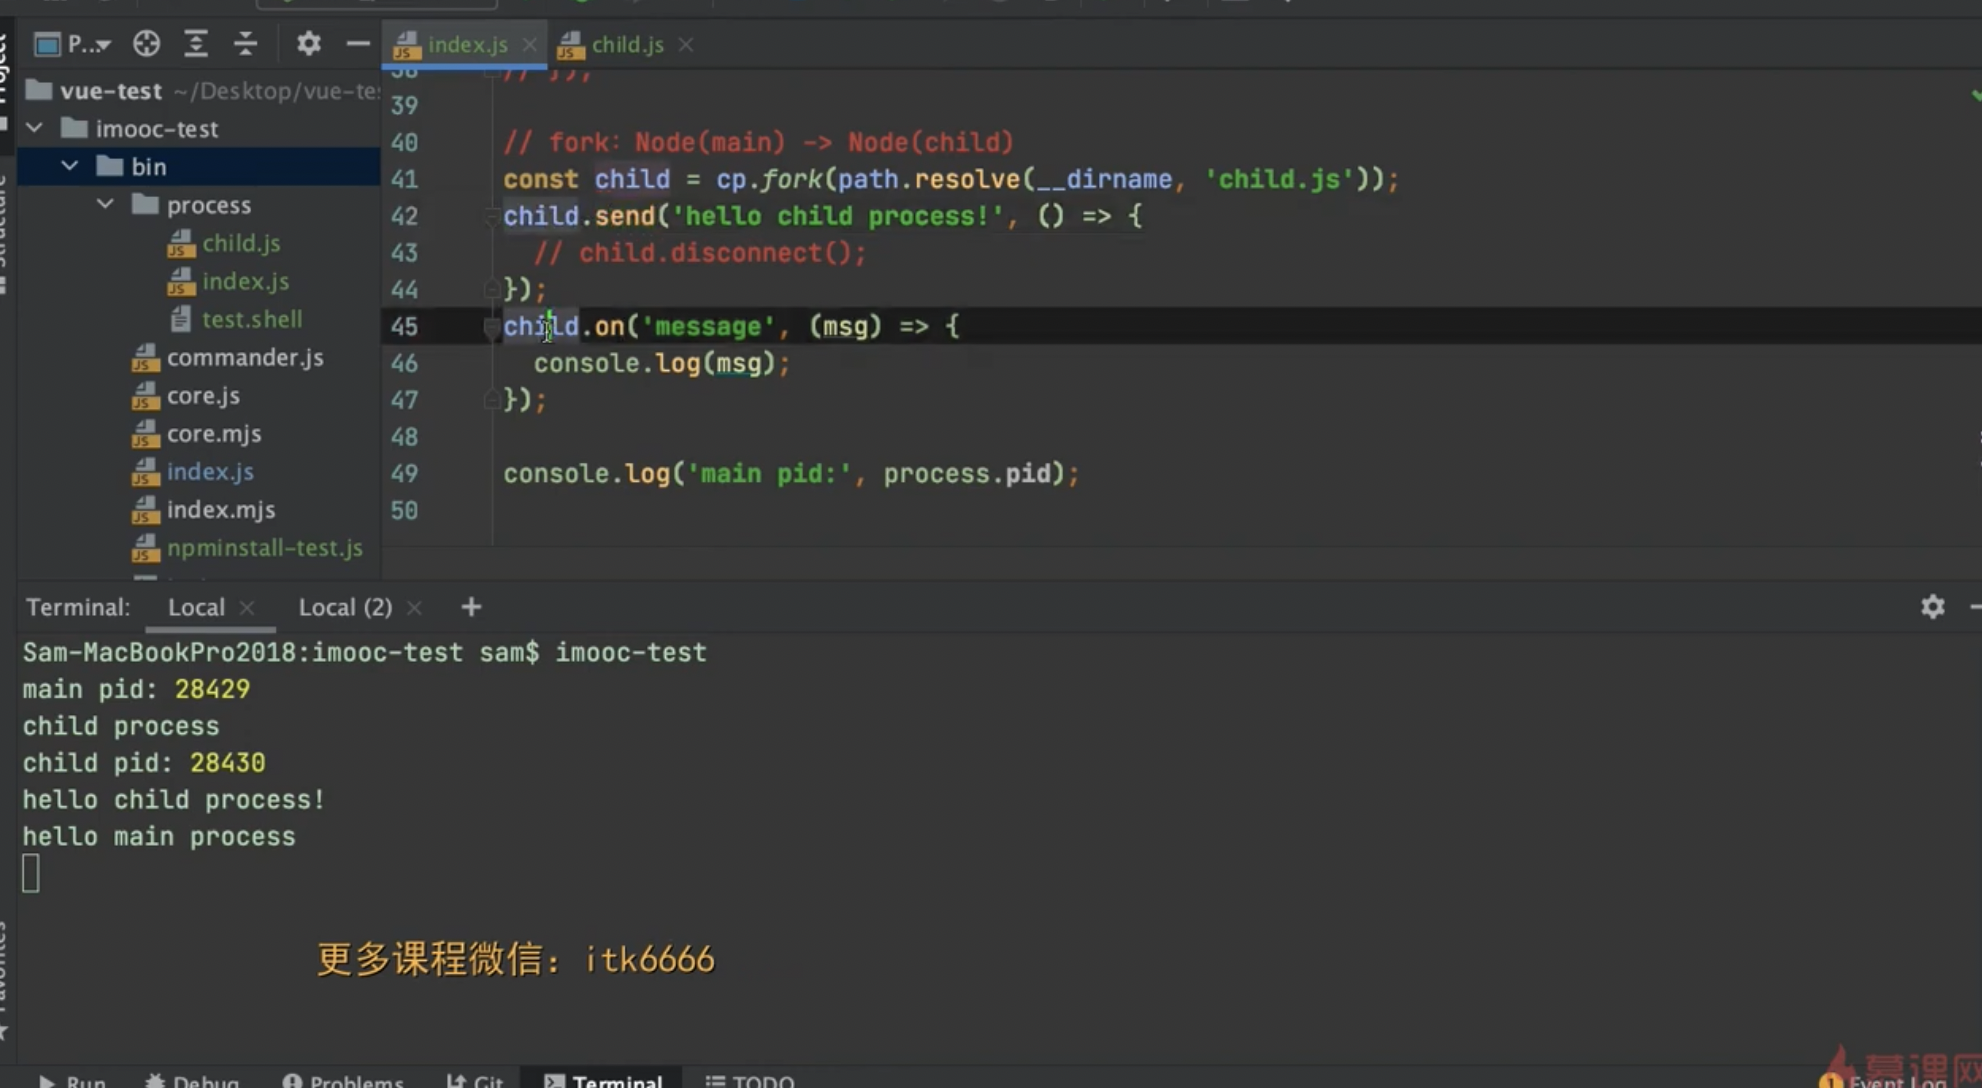 Project
P...
index.js
child.js
vue-test ~/Desktop/vue-tes
imooc-test
bin
process
child.js
index.js
test.shell
commander.js
core.js
core.mjs
index.js
index.mjs
npminstall-test.js
Structure
38 // });
39
40 // fork: Node(main) -> Node(child)
41 const child = cp.fork(path.resolve(__dirname, 'child.js'));
42 child.send('hello child process!', () => {
43 // child.disconnect();
44 });
45 child.on('message', (msg) => {
46 console.log(msg);
47 });
48
49 console.log('main pid:', process.pid);
50
Terminal: Local Local (2) +
Sam-MacBookPro2018:imooc-test sam$ imooc-test
main pid: 28429
child process
child pid: 28430
hello child process!
hello main process
更多课程微信：itk6666
Favorites
慕课网
Run Debug Problems Git Terminal TODO
1 Event Log